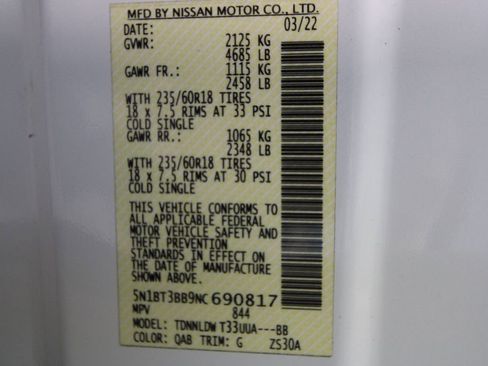 MFD BY NISSAN MOTOR CO., LTD.
DATE: 03/22
GVWR: 2125 KG
4685 LB
GAWR FR.: 1115 KG
2458 LB
WITH 235/60R18 TIRES
18 x 7.5 RIMS AT 33 PSI
COLD SINGLE
GAWR RR.: 1065 KG
2348 LB
WITH 235/60R18 TIRES
18 x 7.5 RIMS AT 30 PSI
COLD SINGLE
THIS VEHICLE CONFORMS TO
ALL APPLICABLE FEDERAL
MOTOR VEHICLE SAFETY AND
THEFT PREVENTION
STANDARDS IN EFFECT ON
THE DATE OF MANUFACTURE
SHOWN ABOVE.
5N1BT3BB9NC690817
MPV 844
MODEL: TDNNLDW T33UUA---BB
COLOR: QAB TRIM: G ZS30A